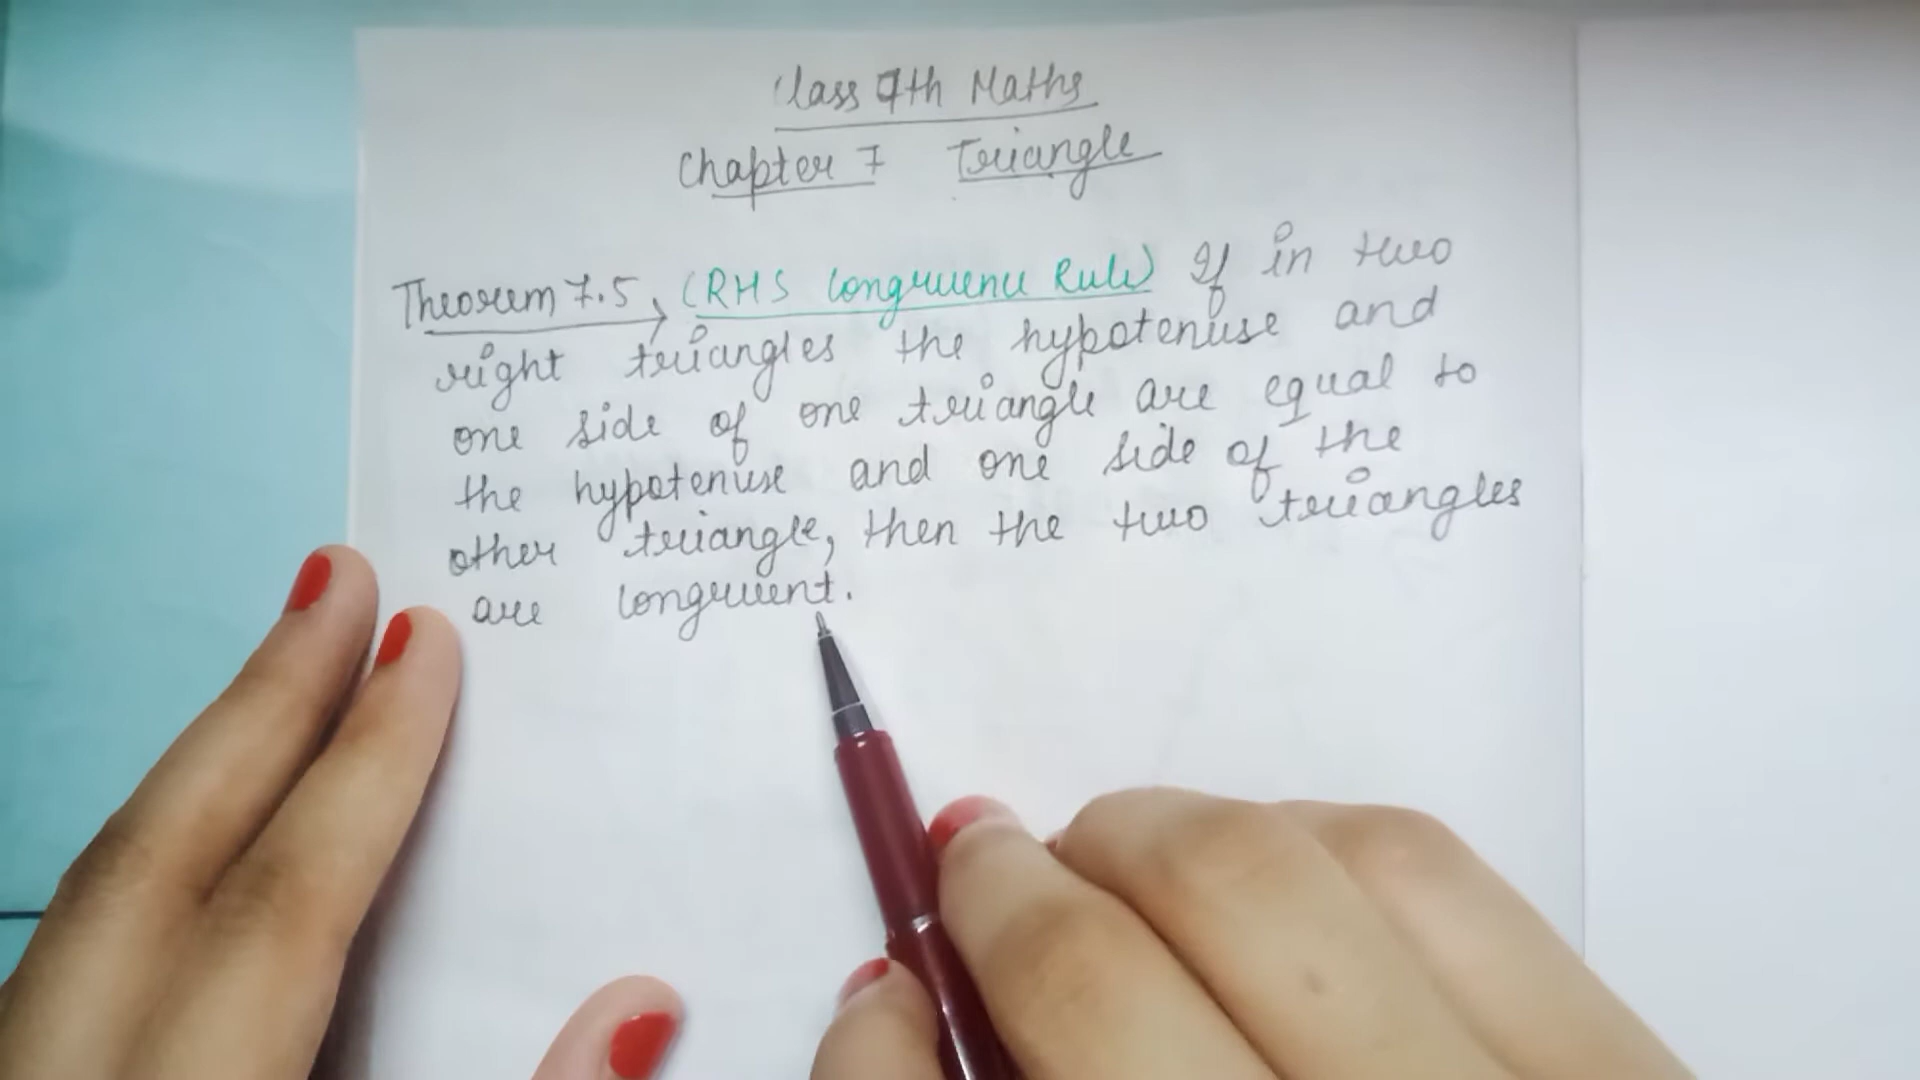 Class 9th Maths
Chapter 7 Triangle
Theorem 7.5, (RHS Congruence Rule) If in two
right triangles the hypotenuse and
one side of one triangle are equal to
the hypotenuse and one side of the
other triangle, then the two triangles
are congruent.